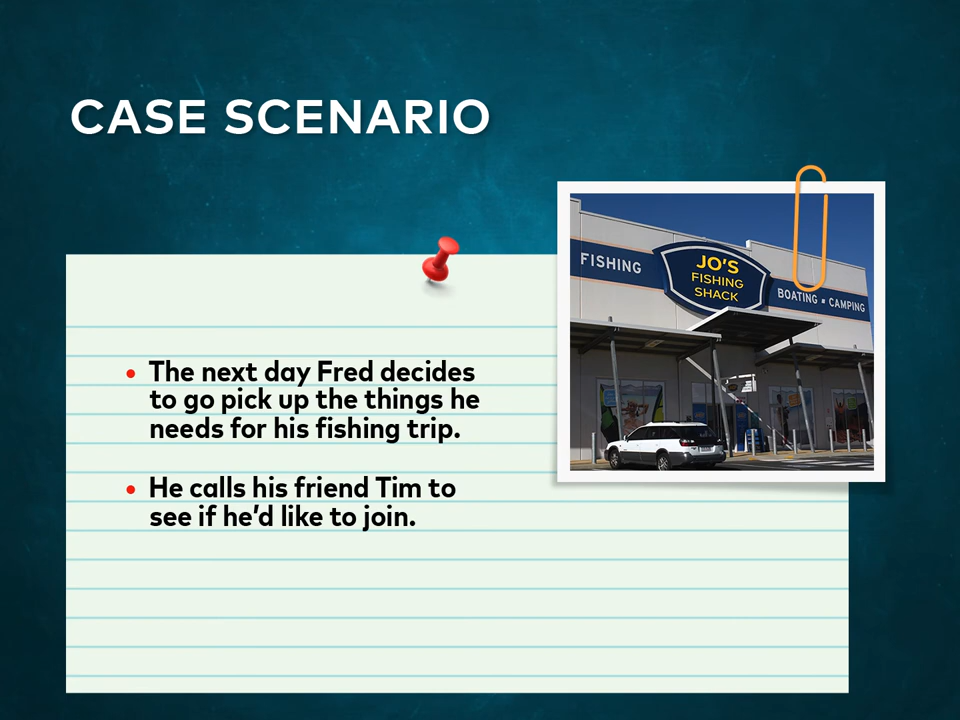 CASE SCENARIO
FISHING
JO'S
FISHING
SHACK
BOATING ▪ CAMPING
• The next day Fred decides
to go pick up the things he
needs for his fishing trip.
• He calls his friend Tim to
see if he'd like to join.